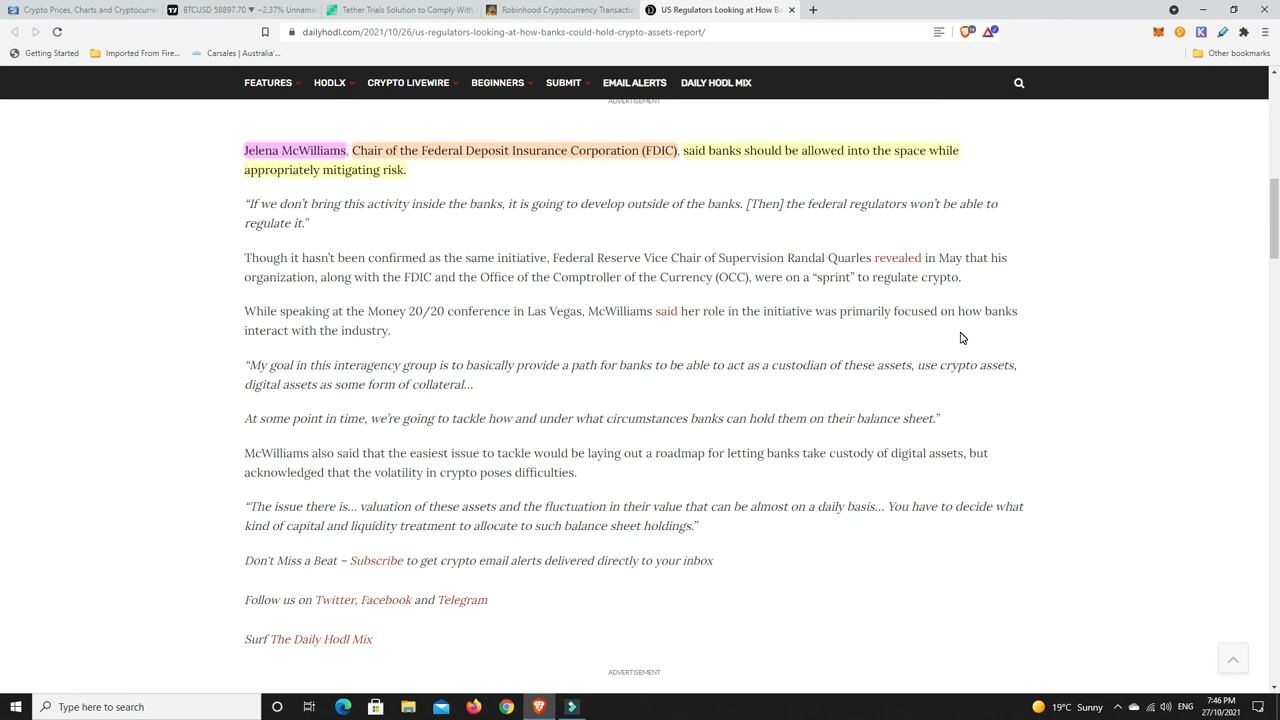 Crypto Prices, Charts and Cryptocurre
BTCUSD 58897.70 ▼ −2.37% Unname
Tether Trials Solution to Comply With
Robinhood Cryptocurrency Transactio
US Regulators Looking at How Ba
dailyhodl.com/2021/10/26/us-regulators-looking-at-how-banks-could-hold-crypto-assets-report/
Getting Started
Imported From Fire...
Carsales | Australia'...
Other bookmarks
FEATURES
HODLX
CRYPTO LIVEWIRE
BEGINNERS
SUBMIT
EMAIL ALERTS
DAILY HODL MIX
ADVERTISEMENT
Jelena McWilliams, Chair of the Federal Deposit Insurance Corporation (FDIC), said banks should be allowed into the space while
appropriately mitigating risk.
“If we don’t bring this activity inside the banks, it is going to develop outside of the banks. [Then] the federal regulators won’t be able to
regulate it.”
Though it hasn’t been confirmed as the same initiative, Federal Reserve Vice Chair of Supervision Randal Quarles revealed in May that his
organization, along with the FDIC and the Office of the Comptroller of the Currency (OCC), were on a “sprint” to regulate crypto.
While speaking at the Money 20/20 conference in Las Vegas, McWilliams said her role in the initiative was primarily focused on how banks
interact with the industry.
“My goal in this interagency group is to basically provide a path for banks to be able to act as a custodian of these assets, use crypto assets,
digital assets as some form of collateral…
At some point in time, we’re going to tackle how and under what circumstances banks can hold them on their balance sheet.”
McWilliams also said that the easiest issue to tackle would be laying out a roadmap for letting banks take custody of digital assets, but
acknowledged that the volatility in crypto poses difficulties.
“The issue there is… valuation of these assets and the fluctuation in their value that can be almost on a daily basis… You have to decide what
kind of capital and liquidity treatment to allocate to such balance sheet holdings.”
Don't Miss a Beat – Subscribe to get crypto email alerts delivered directly to your inbox
Follow us on Twitter, Facebook and Telegram
Surf The Daily Hodl Mix
ADVERTISEMENT
Type here to search
19°C Sunny
ENG
7:46 PM
27/10/2021